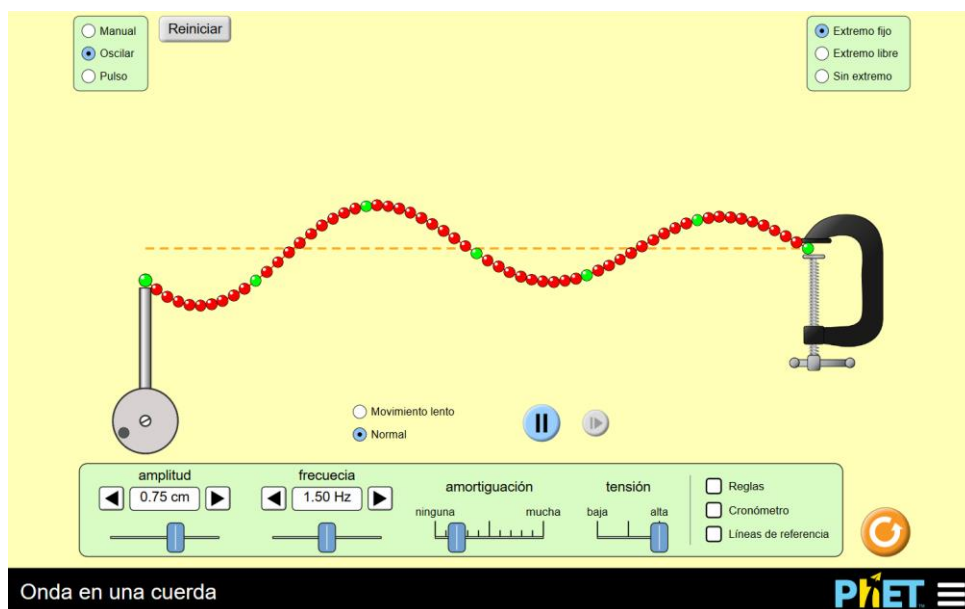 Manual
Oscilar
Pulso
Reiniciar
Extremo fijo
Extremo libre
Sin extremo
Movimiento lento
Normal
amplitud
0.75 cm
frecuecia
1.50 Hz
amortiguación
ninguna mucha
tensión
baja alta
Reglas
Cronómetro
Líneas de referencia
Onda en una cuerda
PhET